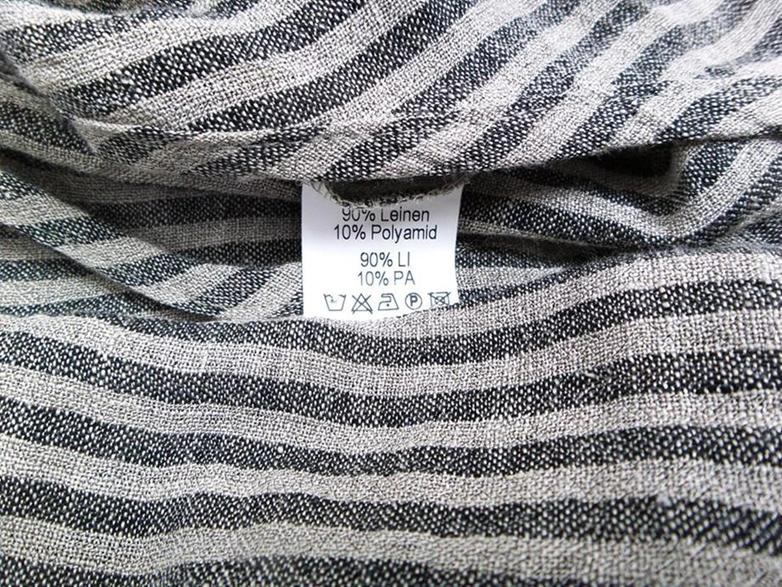 90% Leinen
10% Polyamid
90% LI
10% PA
P